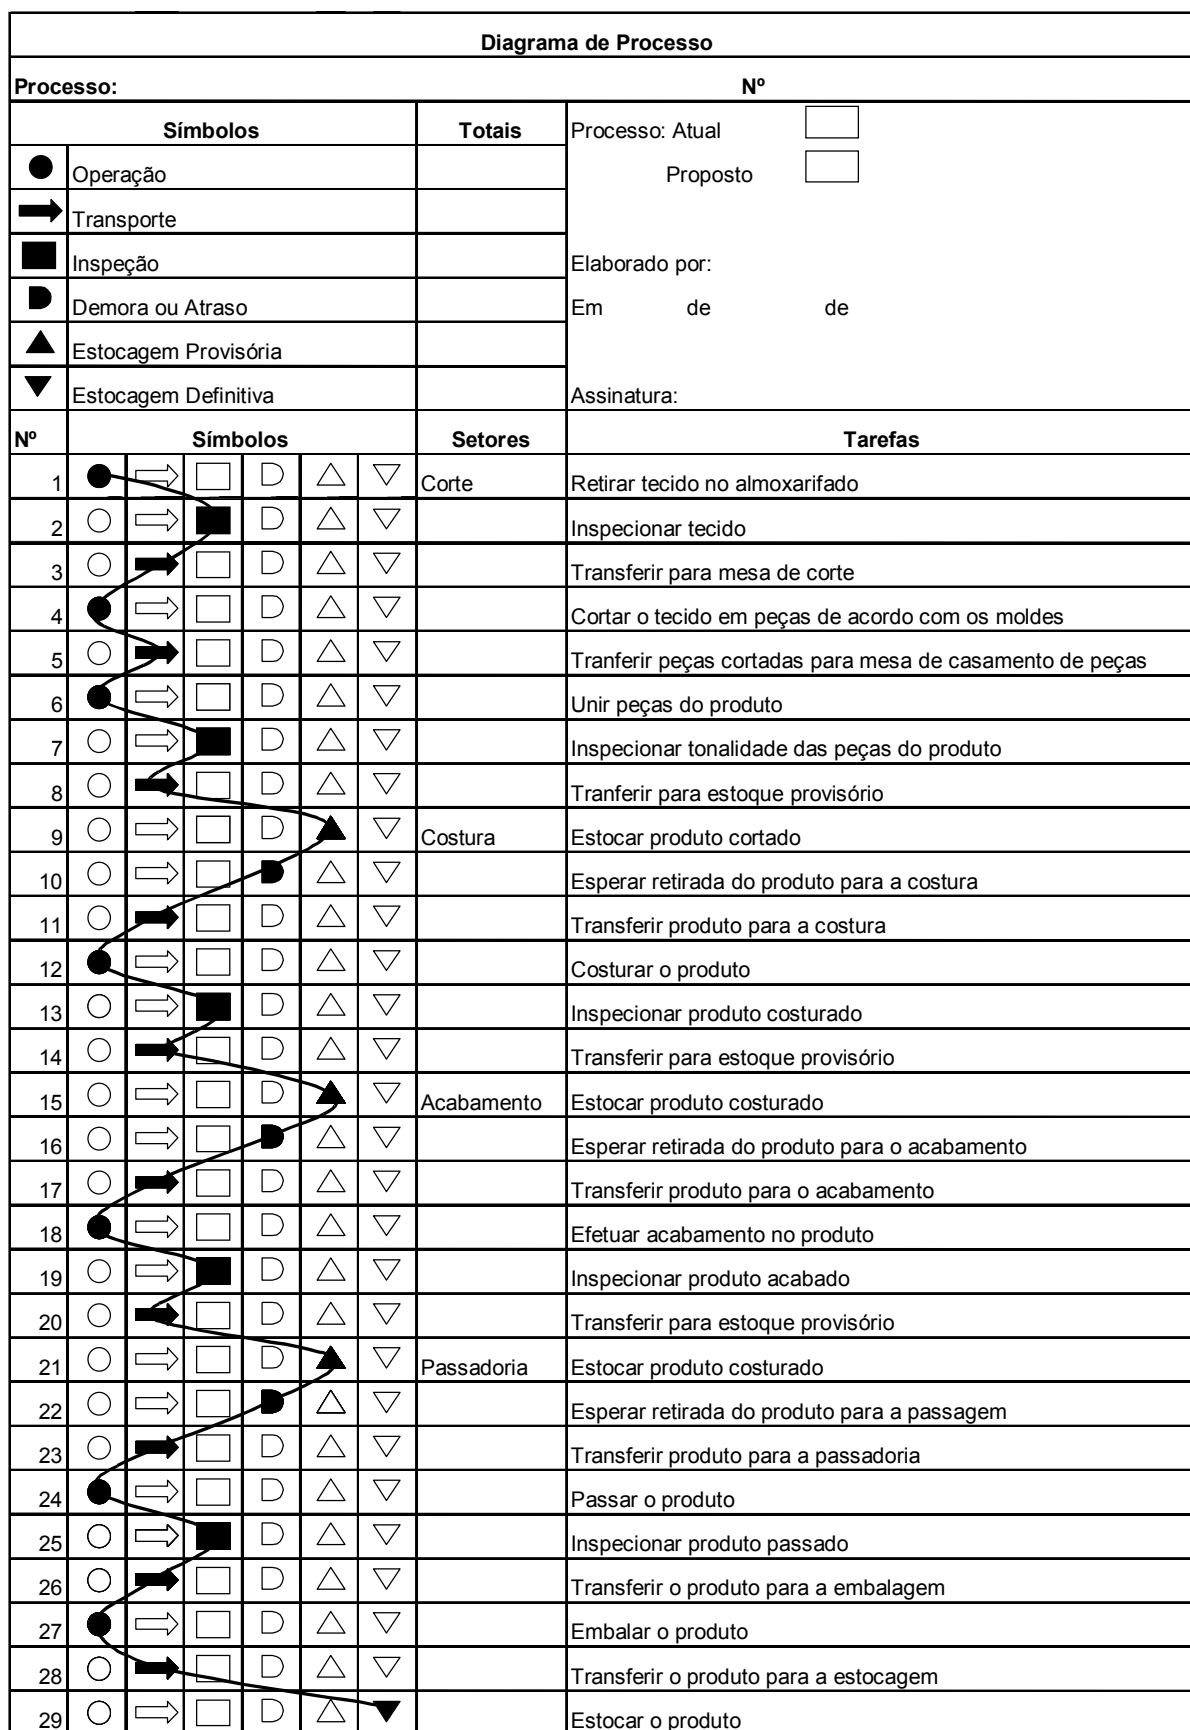 Diagrama de Processo
Processo: Nº
Símbolos Totais Processo: Atual
Operação Proposto
Transporte
Inspeção Elaborado por:
Demora ou Atraso Em de de
Estocagem Provisória
Estocagem Definitiva Assinatura:
Nº Símbolos Setores Tarefas
1 Corte Retirar tecido no almoxarifado
2 Inspecionar tecido
3 Transferir para mesa de corte
4 Cortar o tecido em peças de acordo com os moldes
5 Tranferir peças cortadas para mesa de casamento de peças
6 Unir peças do produto
7 Inspecionar tonalidade das peças do produto
8 Tranferir para estoque provisório
9 Costura Estocar produto cortado
10 Esperar retirada do produto para a costura
11 Transferir produto para a costura
12 Costurar o produto
13 Inspecionar produto costurado
14 Transferir para estoque provisório
15 Acabamento Estocar produto costurado
16 Esperar retirada do produto para o acabamento
17 Transferir produto para o acabamento
18 Efetuar acabamento no produto
19 Inspecionar produto acabado
20 Transferir para estoque provisório
21 Passadoria Estocar produto costurado
22 Esperar retirada do produto para a passagem
23 Transferir produto para a passadoria
24 Passar o produto
25 Inspecionar produto passado
26 Transferir o produto para a embalagem
27 Embalar o produto
28 Transferir o produto para a estocagem
29 Estocar o produto